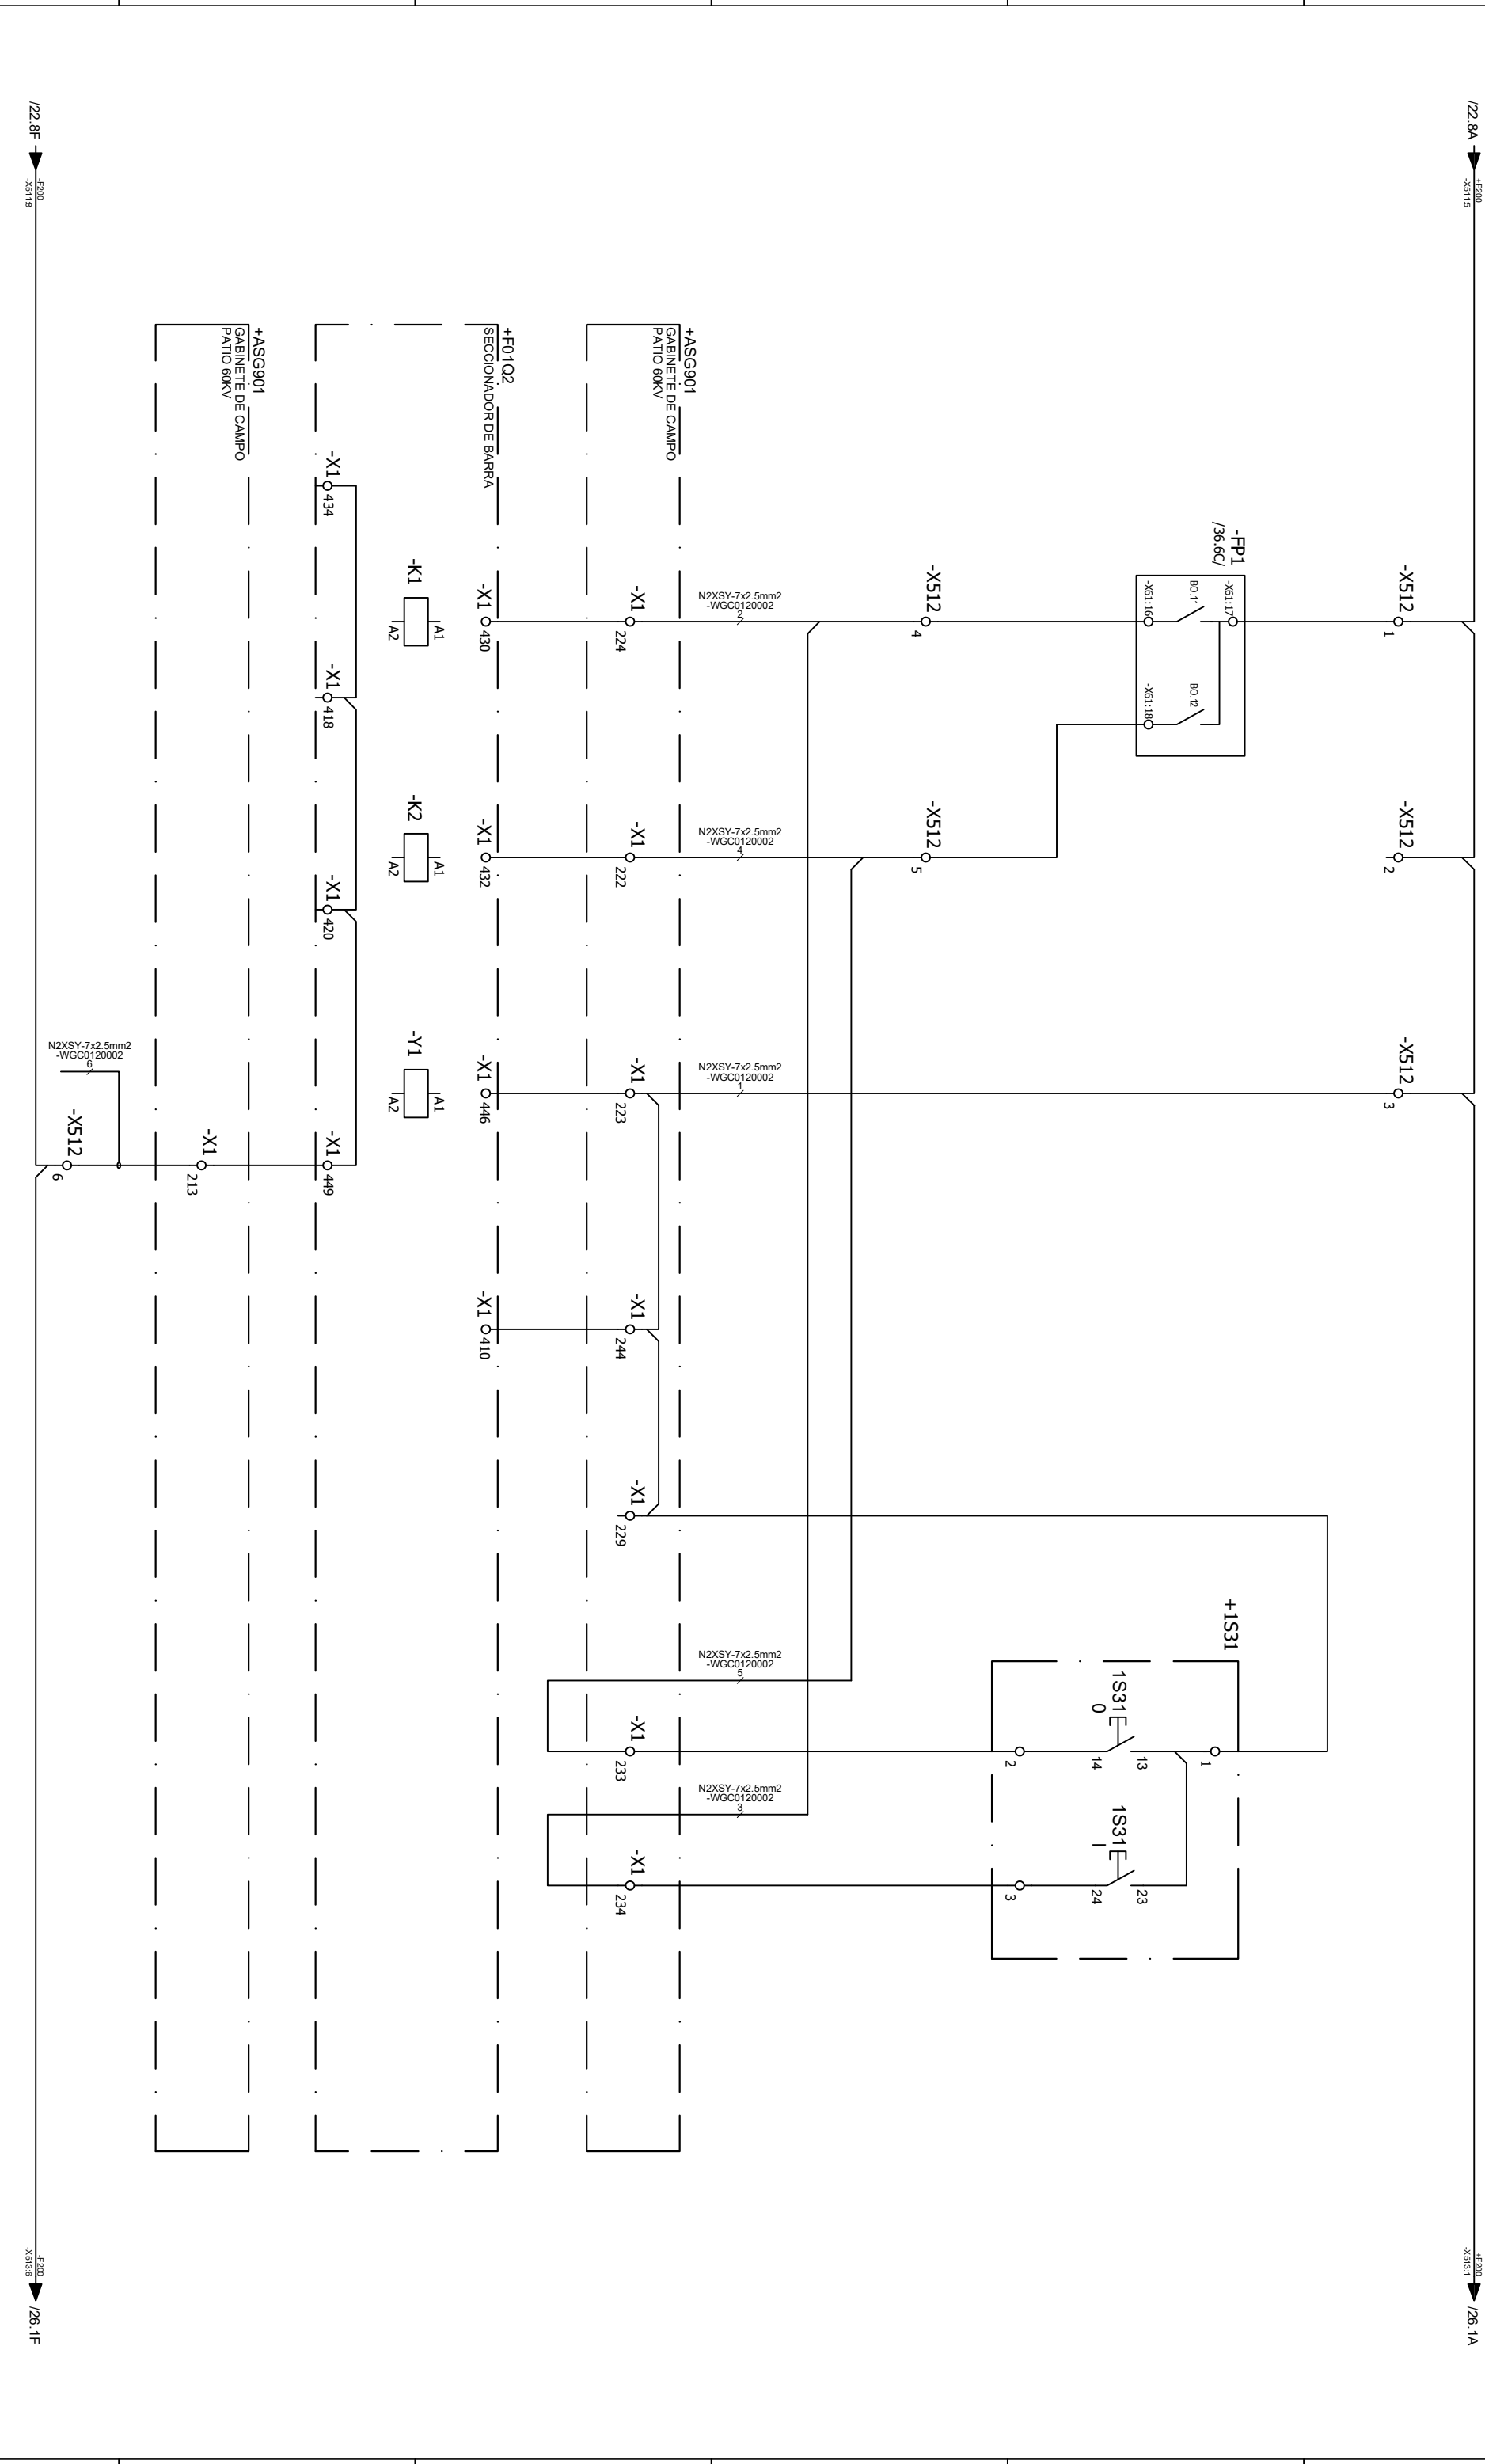 /22.8A
+F200
-X511:5
+F200
-X513:1
/26.1A
-X512
1
-X512
2
-X512
3
-FP1
/36.6C/
-X61:17
BO.11
-X61:16
BO.12
-X61:18
+1S31
1
1S31
0
13
14
2
1S31
I
23
24
3
-X512
4
-X512
5
N2XSY-7x2.5mm2
-WGC0120002
2
N2XSY-7x2.5mm2
-WGC0120002
4
N2XSY-7x2.5mm2
-WGC0120002
1
N2XSY-7x2.5mm2
-WGC0120002
5
N2XSY-7x2.5mm2
-WGC0120002
3
+ASG901
GABINETE DE CAMPO
PATIO 60KV
-X1
224
-X1
222
-X1
223
-X1
244
-X1
229
-X1
233
-X1
234
+F01Q2
SECCIONADOR DE BARRA
-X1
430
-X1
432
-X1
446
-X1
410
-K1
A1
A2
-K2
A1
A2
-Y1
A1
A2
-X1
434
-X1
418
-X1
420
-X1
449
+ASG901
GABINETE DE CAMPO
PATIO 60KV
-X1
213
N2XSY-7x2.5mm2
-WGC0120002
6
-X512
6
/22.8F
-F200
-X511:8
-F200
-X513:6
/26.1F